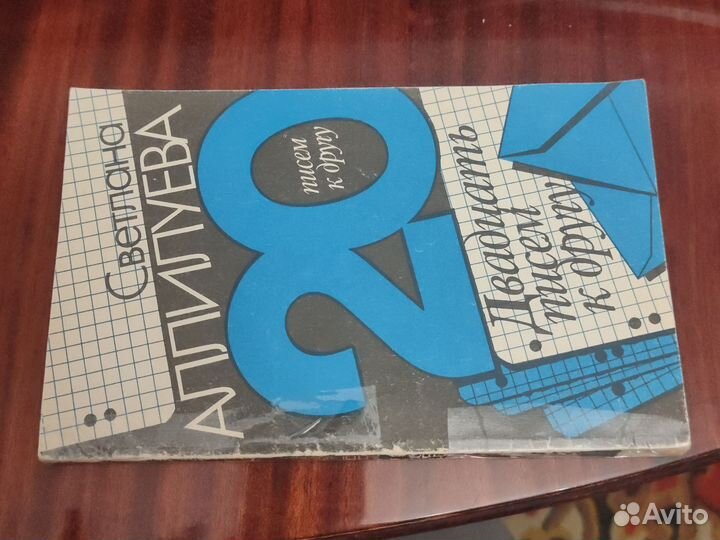 Светлана
АЛЛИЛУЕВА
20
писем
к другу
Двадцать
писем
к другу
Avito